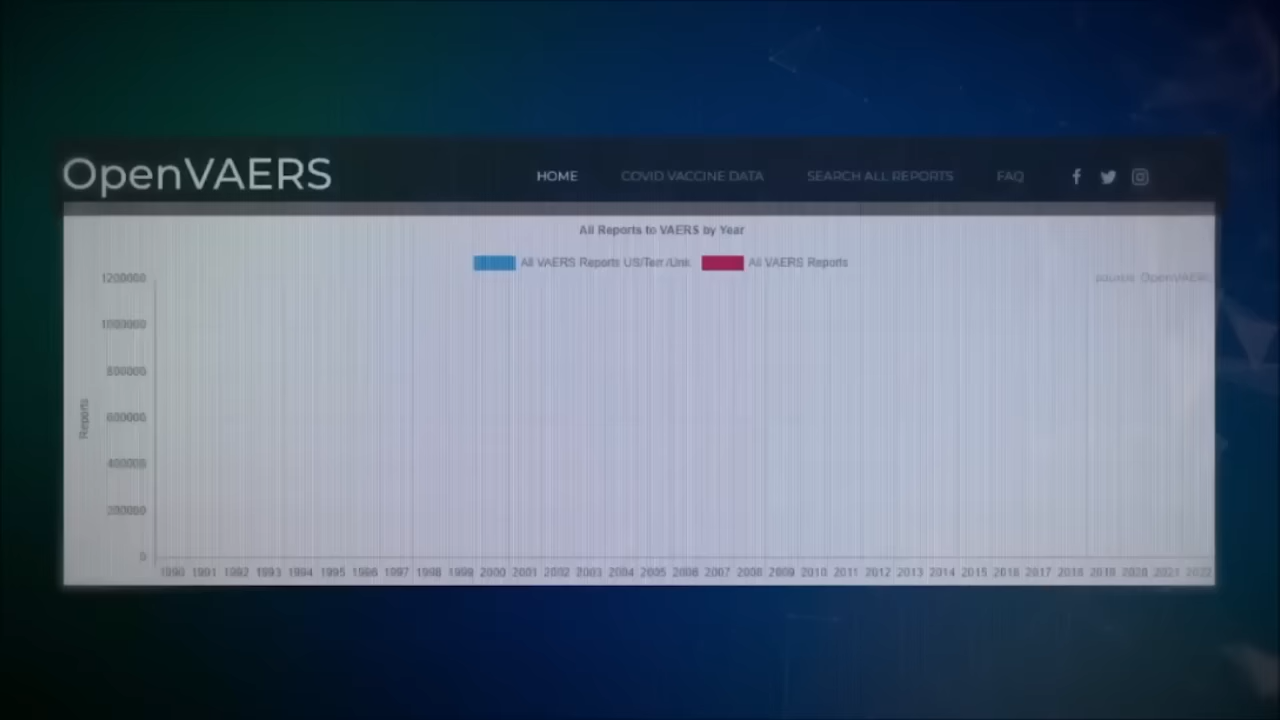 OpenVAERS
HOME COVID VACCINE DATA SEARCH ALL REPORTS FAQ
All Reports to VAERS by Year
All VAERS Reports US/Terr./Unk. All VAERS Reports
source: OpenVAERS
1200000
1000000
800000
600000
400000
200000
0
Reports
1990 1991 1992 1993 1994 1995 1996 1997 1998 1999 2000 2001 2002 2003 2004 2005 2006 2007 2008 2009 2010 2011 2012 2013 2014 2015 2016 2017 2018 2019 2020 2021 2022